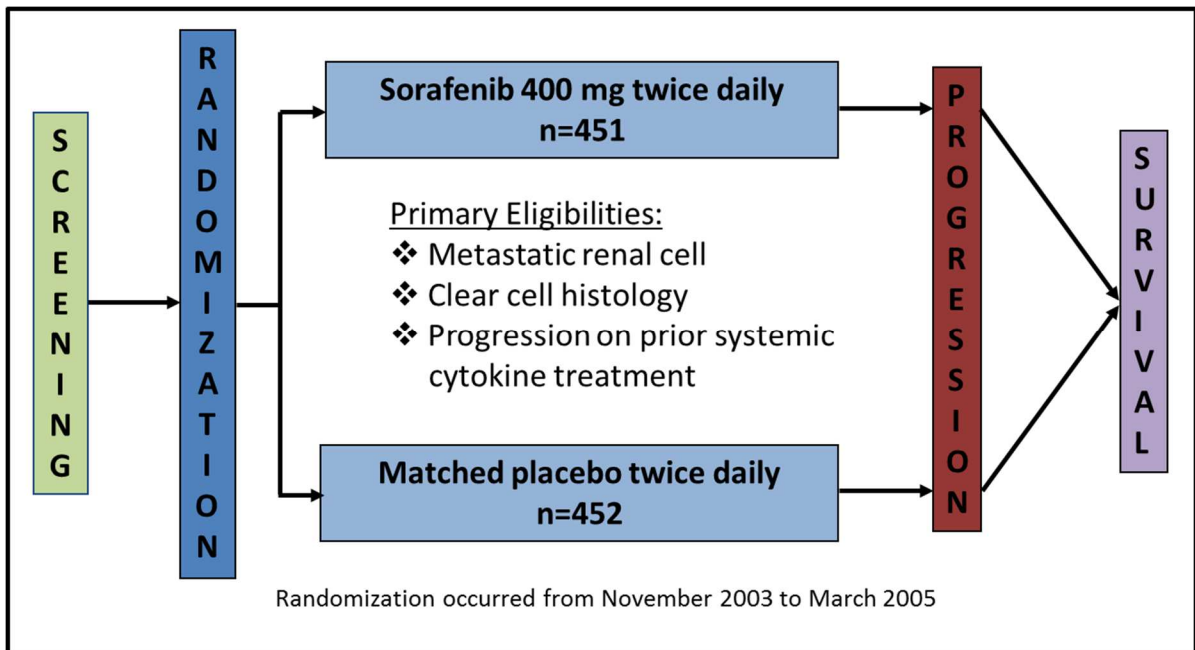 SCREENING
RANDOMIZATION
Sorafenib 400 mg twice daily
n=451
Primary Eligibilities:
❖ Metastatic renal cell
❖ Clear cell histology
❖ Progression on prior systemic
cytokine treatment
Matched placebo twice daily
n=452
PROGRESSION
SURVIVAL
Randomization occurred from November 2003 to March 2005